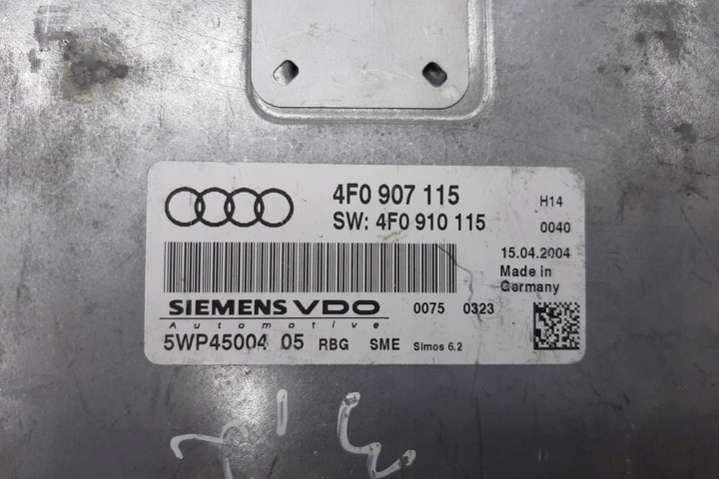 4F0 907 115
H14
SW: 4F0 910 115
0040
15.04.2004
Made in
Germany
SIEMENS VDO
0075 0323
Automotive
5WP45004 05 RBG SME Simos 6.2